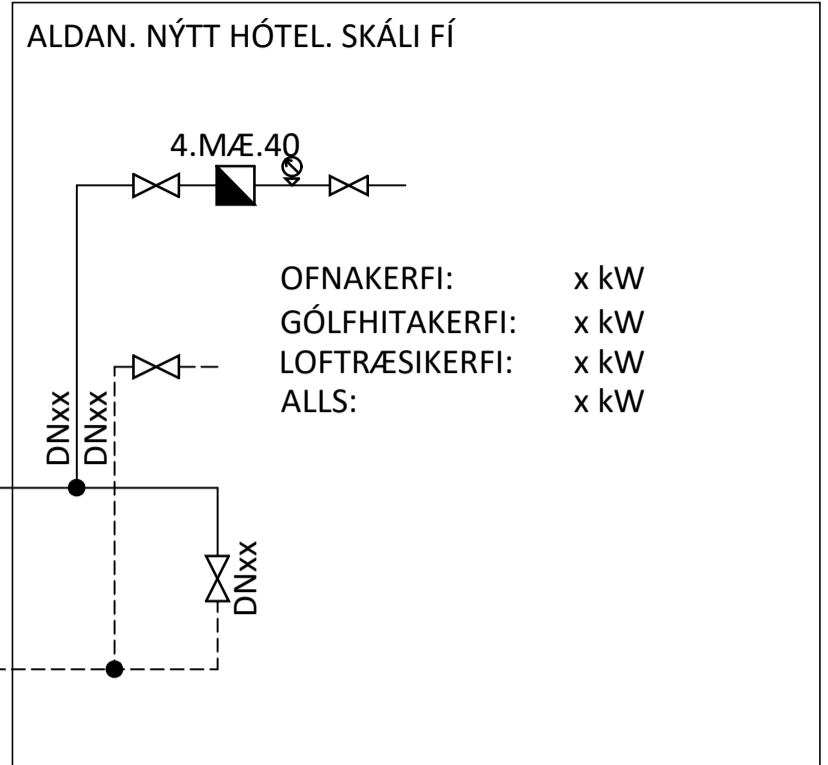 ALDAN. NÝTT HÓTEL. SKÁLI FÍ
4.MÆ.40
OFNAKERFI: x kW
GÓLFHITAKERFI: x kW
LOFTRÆSIKERFI: x kW
ALLS: x kW
DNxx
DNxx
DNxx